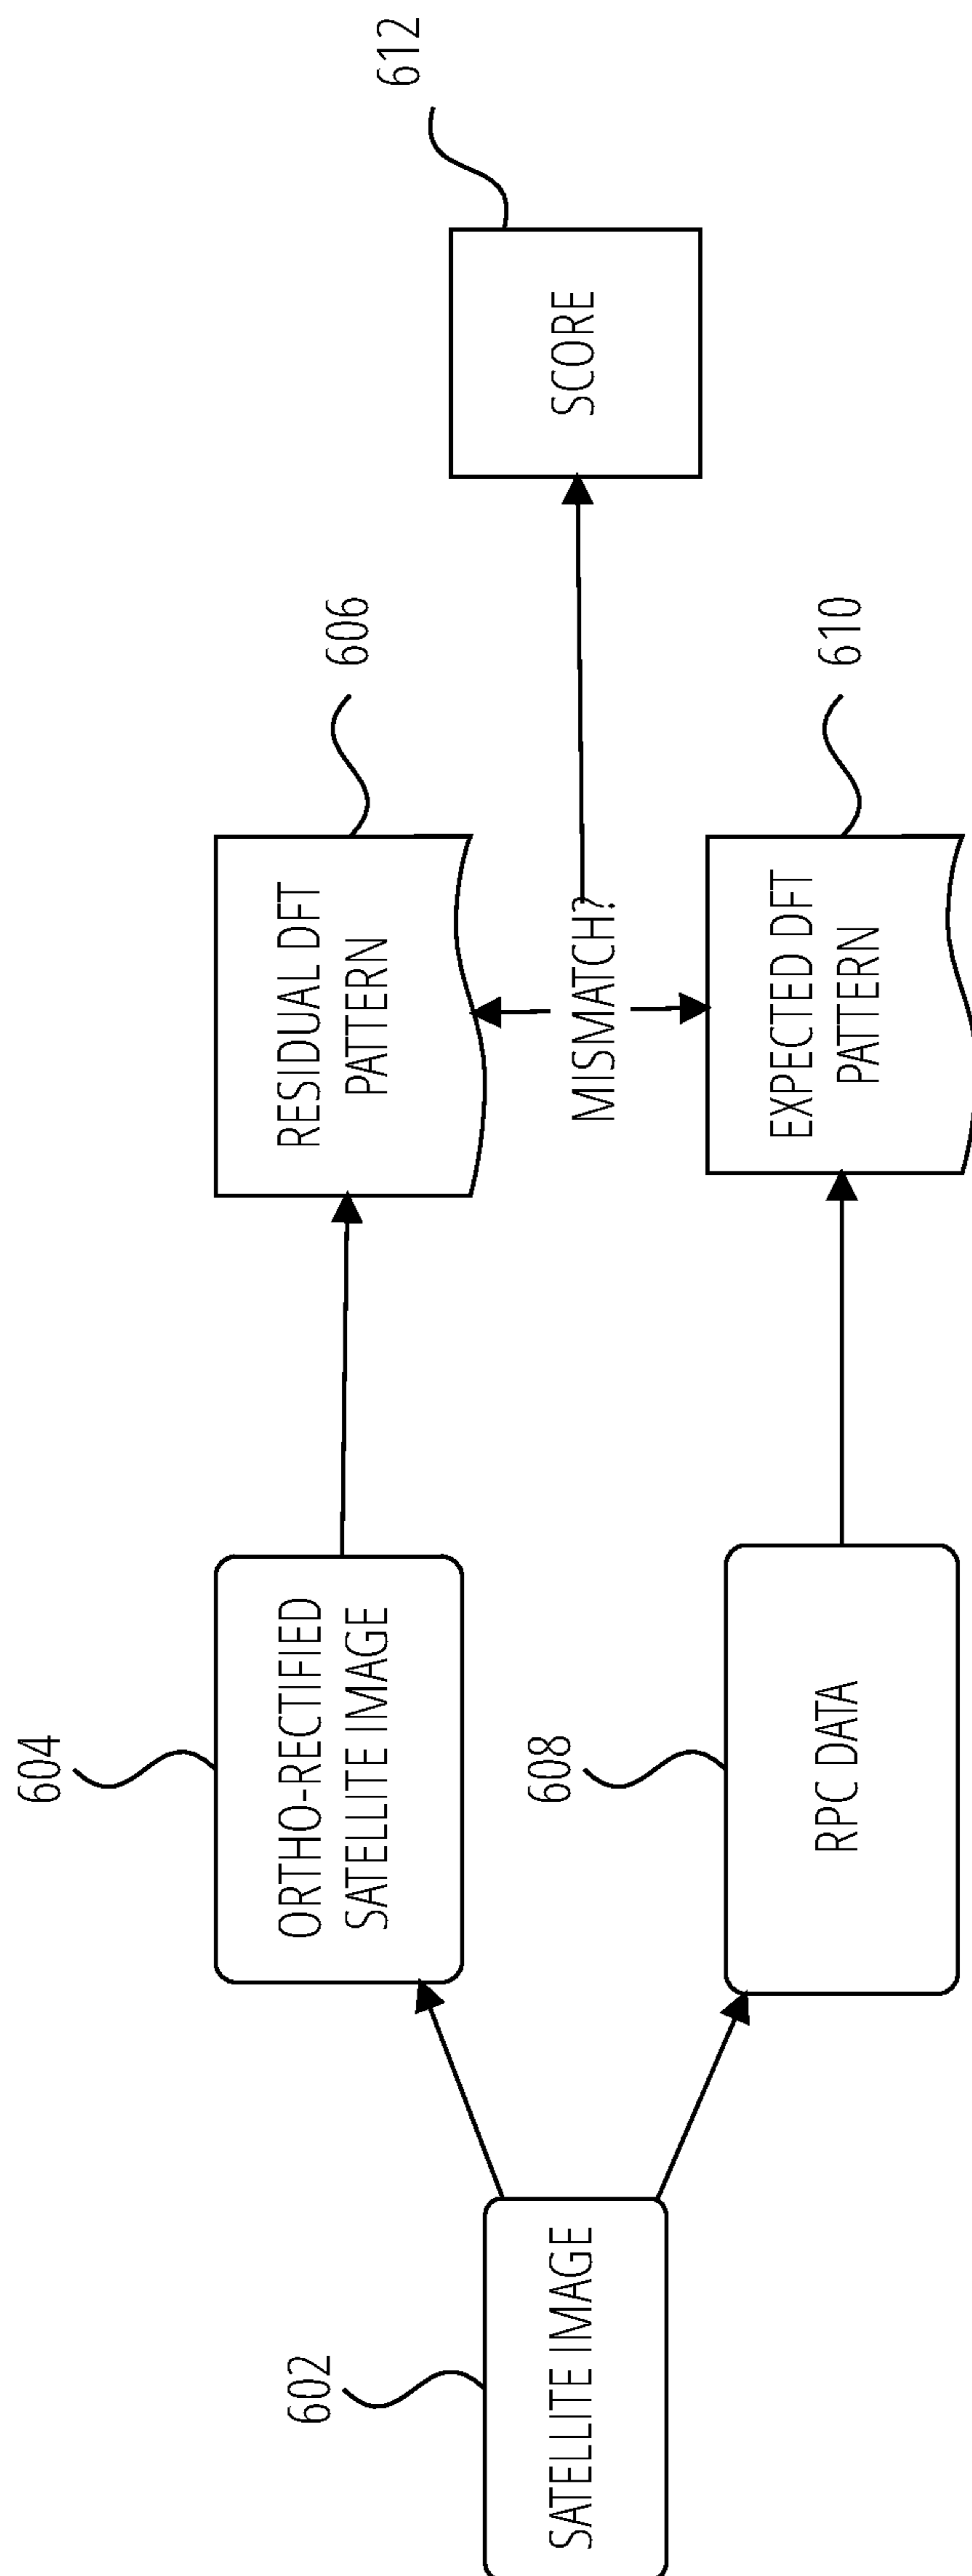 602
SATELLITE IMAGE
604
ORTHO-RECTIFIED
SATELLITE IMAGE
608
RPC DATA
RESIDUAL DFT
PATTERN
606
MISMATCH?
EXPECTED DFT
PATTERN
610
SCORE
612